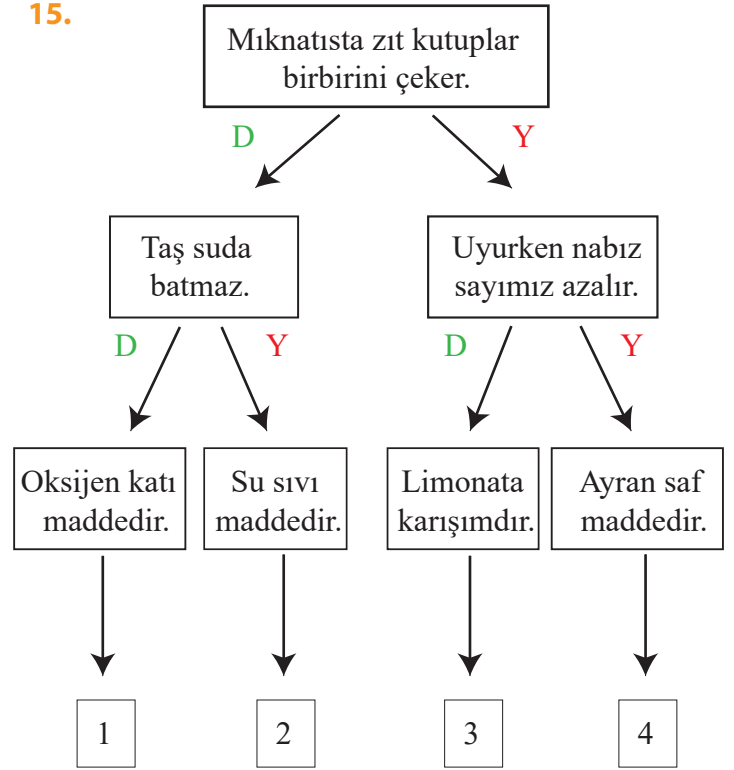 15.
Mıknatısta zıt kutuplar
birbirini çeker.
D
Y
Taş suda
batmaz.
Uyurken nabız
sayımız azalır.
D
Y
D
Y
Oksijen katı
maddedir.
Su sıvı
maddedir.
Limonata
karışımdır.
Ayran saf
maddedir.
1
2
3
4